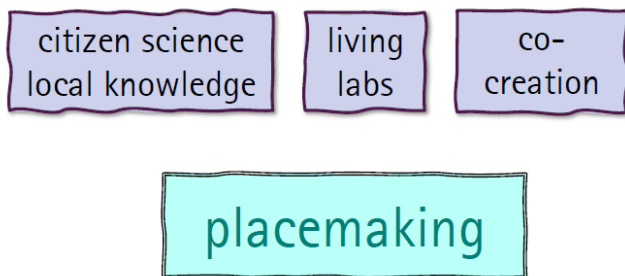 citizen science
local knowledge
living
labs
co-
creation
placemaking